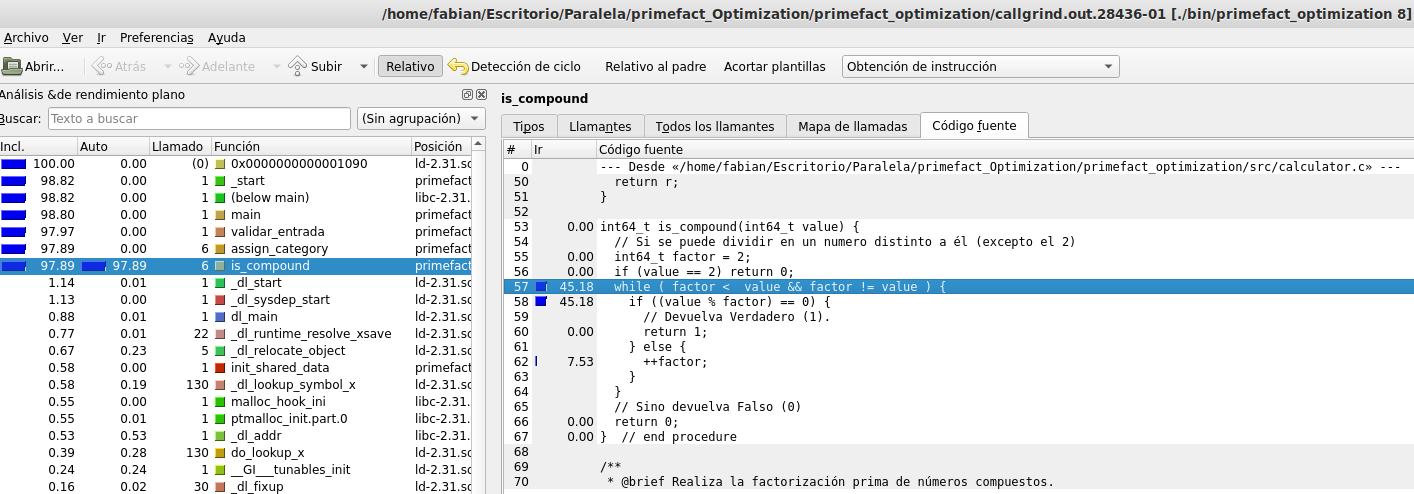 /home/fabian/Escritorio/Paralela/primefact_Optimization/primefact_optimization/callgrind.out.28436-01 [./bin/primefact_optimization 8]
Archivo Ver Ir Preferencias Ayuda
Abrir... Atrás Adelante Subir Relativo Detección de ciclo Relativo al padre Acortar plantillas Obtención de instrucción
Análisis &de rendimiento plano
Buscar: Texto a buscar (Sin agrupación)
Incl. Auto Llamado Función Posición
100.00 0.00 (0) 0x0000000000001090 ld-2.31.so
98.82 0.00 1 _start primefact
98.82 0.00 1 (below main) libc-2.31.
98.80 0.00 1 main primefact
97.97 0.00 1 validar_entrada primefact
97.89 0.00 6 assign_category primefact
97.89 97.89 6 is_compound primefact
1.14 0.01 1 _dl_start ld-2.31.so
1.13 0.00 1 _dl_sysdep_start ld-2.31.so
0.88 0.01 1 dl_main ld-2.31.so
0.77 0.01 22 _dl_runtime_resolve_xsave ld-2.31.so
0.67 0.23 5 _dl_relocate_object ld-2.31.so
0.58 0.00 1 init_shared_data primefact
0.58 0.19 130 _dl_lookup_symbol_x ld-2.31.so
0.55 0.00 1 malloc_hook_ini libc-2.31.
0.55 0.01 1 ptmalloc_init.part.0 libc-2.31.
0.53 0.53 1 _dl_addr libc-2.31.
0.39 0.28 130 do_lookup_x ld-2.31.so
0.24 0.24 1 __GI___tunables_init ld-2.31.so
0.16 0.02 30 _dl_fixup ld-2.31.so
is_compound
Tipos Llamantes Todos los llamantes Mapa de llamadas Código fuente
# Ir Código fuente
0 --- Desde «/home/fabian/Escritorio/Paralela/primefact_Optimization/primefact_optimization/src/calculator.c» ---
50 return r;
51 }
52
53 0.00 int64_t is_compound(int64_t value) {
54 // Si se puede dividir en un numero distinto a él (excepto el 2)
55 0.00 int64_t factor = 2;
56 0.00 if (value == 2) return 0;
57 45.18 while ( factor <  value && factor != value ) {
58 45.18 if ((value % factor) == 0) {
59 // Devuelva Verdadero (1).
60 0.00 return 1;
61 } else {
62 7.53 ++factor;
63 }
64 }
65 // Sino devuelva Falso (0)
66 0.00 return 0;
67 0.00 }  // end procedure
68
69 /**
70 * @brief Realiza la factorización prima de números compuestos.